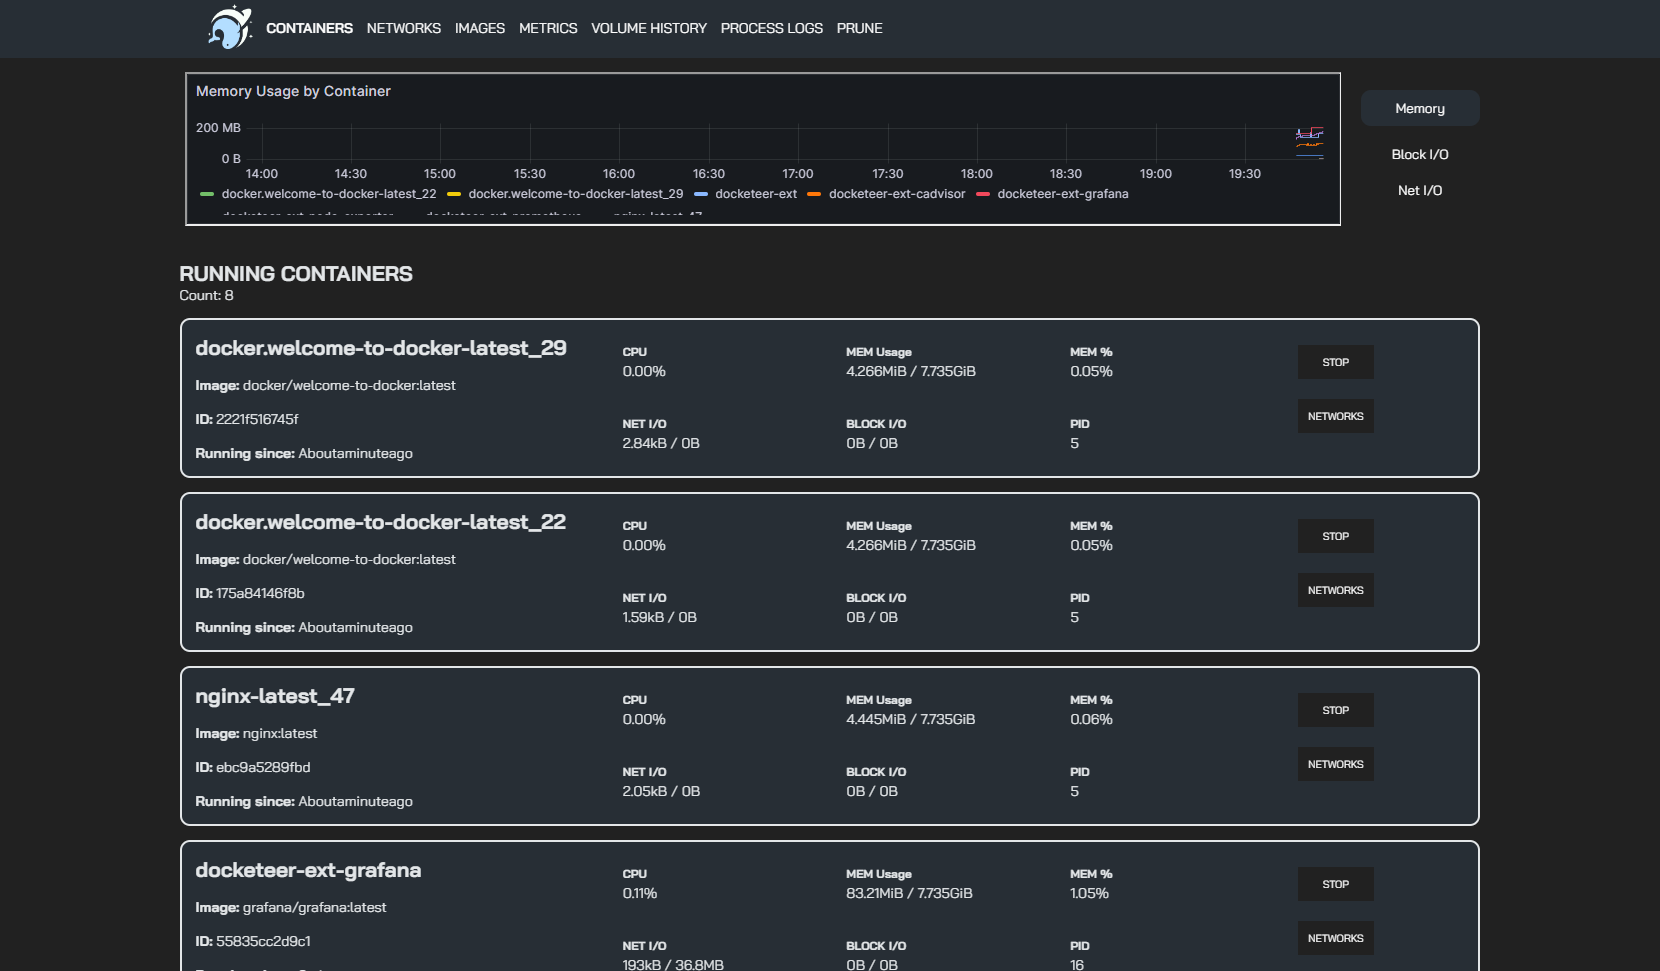 CONTAINERS NETWORKS IMAGES METRICS VOLUME HISTORY PROCESS LOGS PRUNE
Memory Usage by Container
200 MB
0 B
14:00 14:30 15:00 15:30 16:00 16:30 17:00 17:30 18:00 18:30 19:00 19:30
docker.welcome-to-docker-latest_22 docker.welcome-to-docker-latest_29 docketeer-ext docketeer-ext-cadvisor docketeer-ext-grafana
docketeer-ext-node-exporter docketeer-ext-prometheus nginx-latest_47
Memory
Block I/O
Net I/O
RUNNING CONTAINERS
Count: 8
docker.welcome-to-docker-latest_29
Image: docker/welcome-to-docker:latest
ID: 2221f516745f
Running since: Aboutaminuteago
CPU
0.00%
MEM Usage
4.266MiB / 7.735GiB
MEM %
0.05%
NET I/O
2.84kB / 0B
BLOCK I/O
0B / 0B
PID
5
STOP
NETWORKS
docker.welcome-to-docker-latest_22
Image: docker/welcome-to-docker:latest
ID: 175a84146f8b
Running since: Aboutaminuteago
CPU
0.00%
MEM Usage
4.266MiB / 7.735GiB
MEM %
0.05%
NET I/O
1.59kB / 0B
BLOCK I/O
0B / 0B
PID
5
STOP
NETWORKS
nginx-latest_47
Image: nginx:latest
ID: ebc9a5289fbd
Running since: Aboutaminuteago
CPU
0.00%
MEM Usage
4.445MiB / 7.735GiB
MEM %
0.06%
NET I/O
2.05kB / 0B
BLOCK I/O
0B / 0B
PID
5
STOP
NETWORKS
docketeer-ext-grafana
Image: grafana/grafana:latest
ID: 55835cc2d9c1
CPU
0.11%
MEM Usage
83.21MiB / 7.735GiB
MEM %
1.05%
NET I/O
193kB / 36.8MB
BLOCK I/O
0B / 0B
PID
16
STOP
NETWORKS